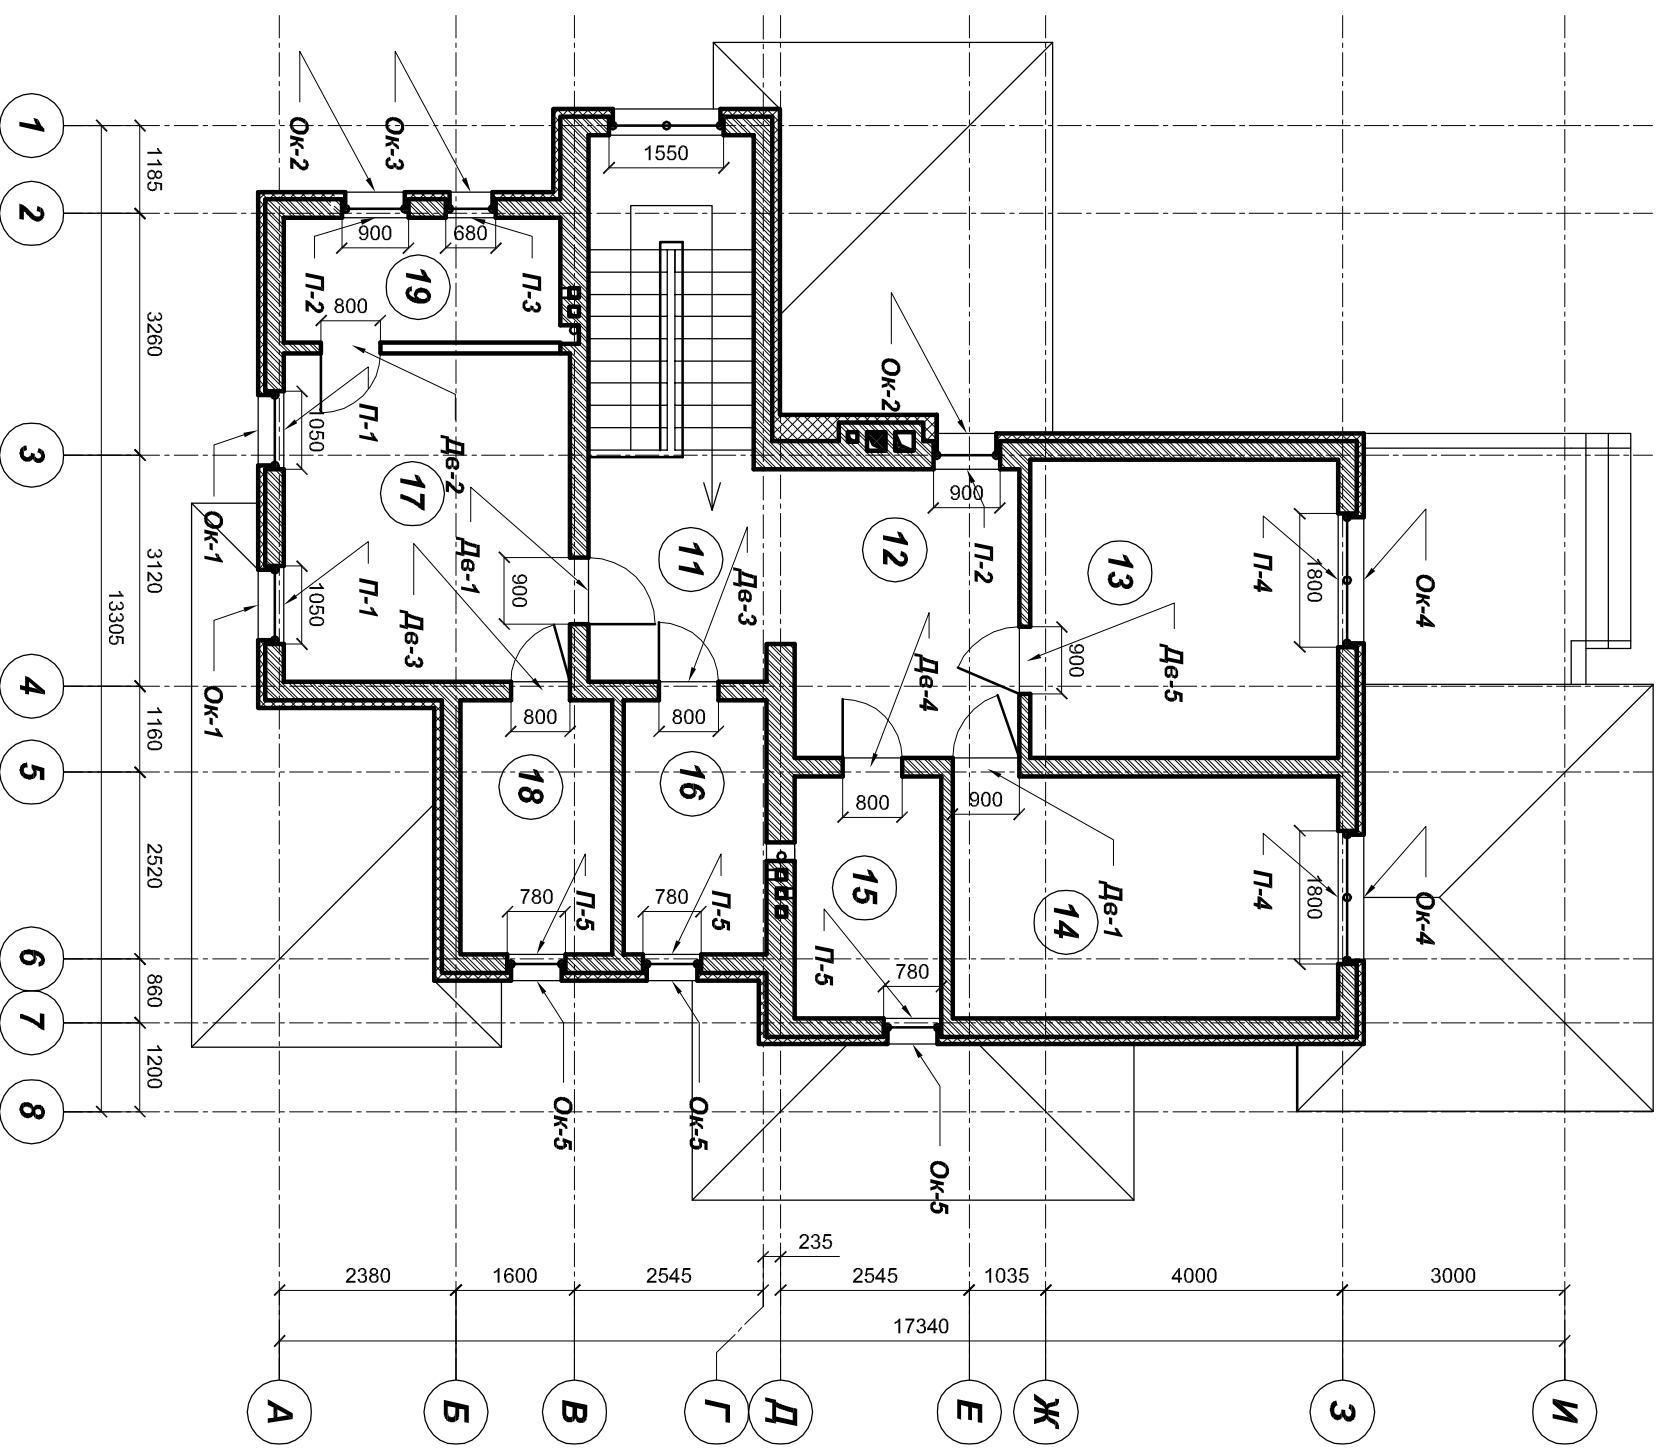 Ок-2
Ок-3
1
1185
2
3260
3
3120
13305
4
1160
5
2520
6
860
7
1200
8
1550
900
680
П-2
19
П-3
800
П-1
1050
Дв-2
17
Ок-1
Дв-1
900
П-1
1050
Дв-3
Ок-1
Ок-2
900
П-2
12
11
Дв-3
13
П-4
1800
Ок-4
900
Дв-5
Дв-4
800
800
18
16
800
900
15
14
Дв-1
П-4
1800
Ок-4
780
П-5
780
П-5
П-5
780
Ок-5
Ок-5
Ок-5
235
2380
1600
2545
2545
1035
4000
3000
17340
А
Б
В
Г
Д
Е
Ж
З
И